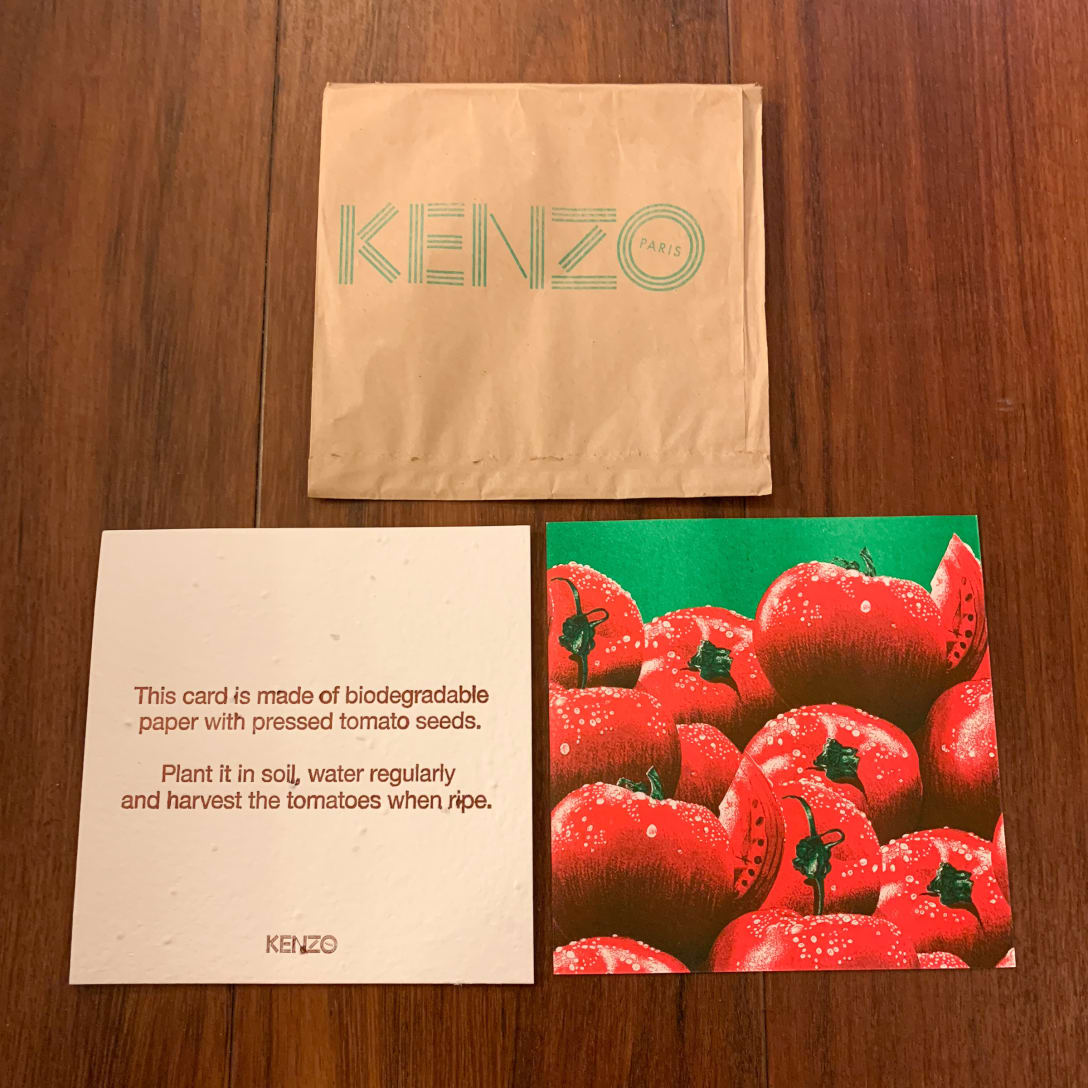 KENZO
PARIS
This card is made of biodegradable
paper with pressed tomato seeds.
Plant it in soil, water regularly
and harvest the tomatoes when ripe.
KENZO